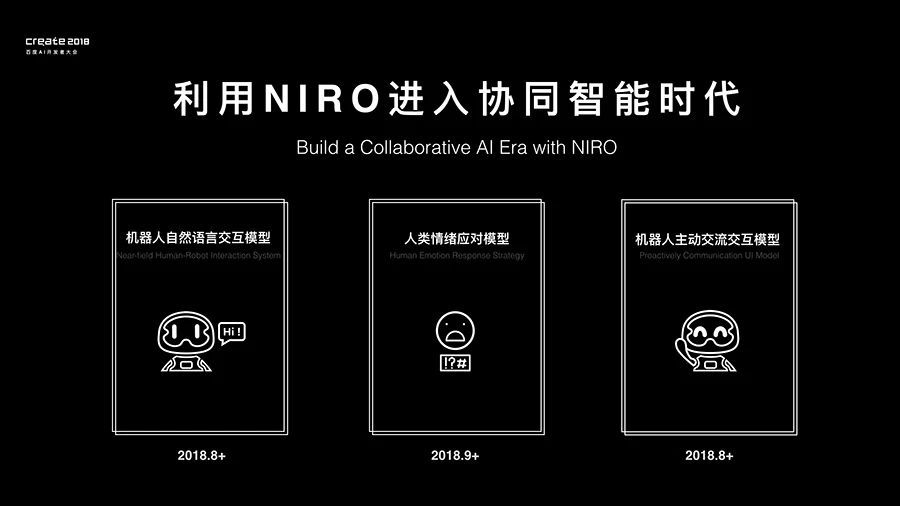 create 2018
百度AI开发者大会
利用NIRO进入协同智能时代
Build a Collaborative AI Era with NIRO
机器人自然语言交互模型
Near-field Human-Robot Interaction System
Hi!
2018.8+
人类情绪应对模型
Human Emotion Response Strategy
!?#
2018.9+
机器人主动交流交互模型
Proactively Communication UI Model
2018.8+